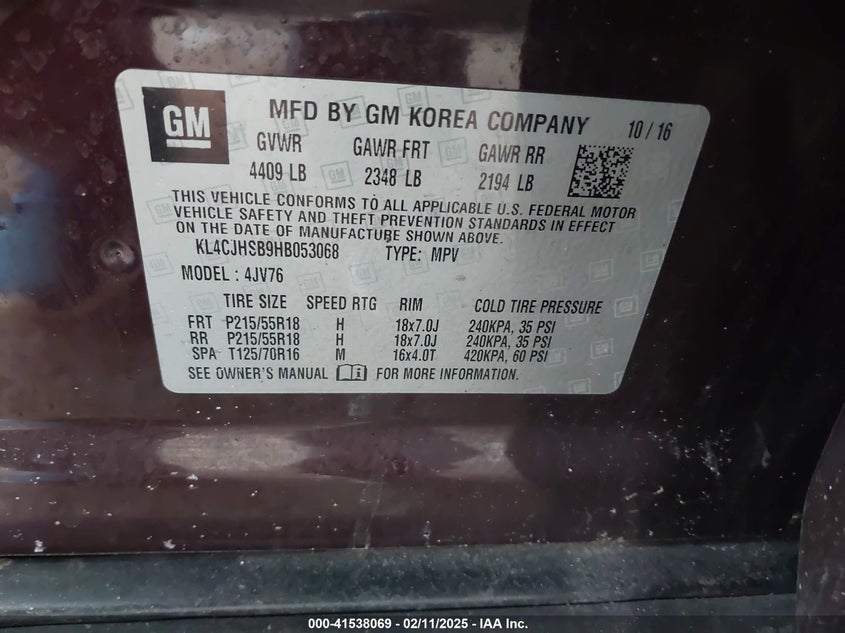 GM
MFD BY GM KOREA COMPANY 10 / 16
GVWR GAWR FRT GAWR RR
4409 LB 2348 LB 2194 LB
THIS VEHICLE CONFORMS TO ALL APPLICABLE U.S. FEDERAL MOTOR
VEHICLE SAFETY AND THEFT PREVENTION STANDARDS IN EFFECT
ON THE DATE OF MANUFACTURE SHOWN ABOVE.
KL4CJHSB9HB053068 TYPE: MPV
MODEL : 4JV76
TIRE SIZE SPEED RTG RIM COLD TIRE PRESSURE
FRT P215/55R18 H 18x7.0J 240KPA, 35 PSI
RR P215/55R18 H 18x7.0J 240KPA, 35 PSI
SPA T125/70R16 M 16x4.0T 420KPA, 60 PSI
SEE OWNER'S MANUAL FOR MORE INFORMATION.
000-41538069 - 02/11/2025 - IAA Inc.